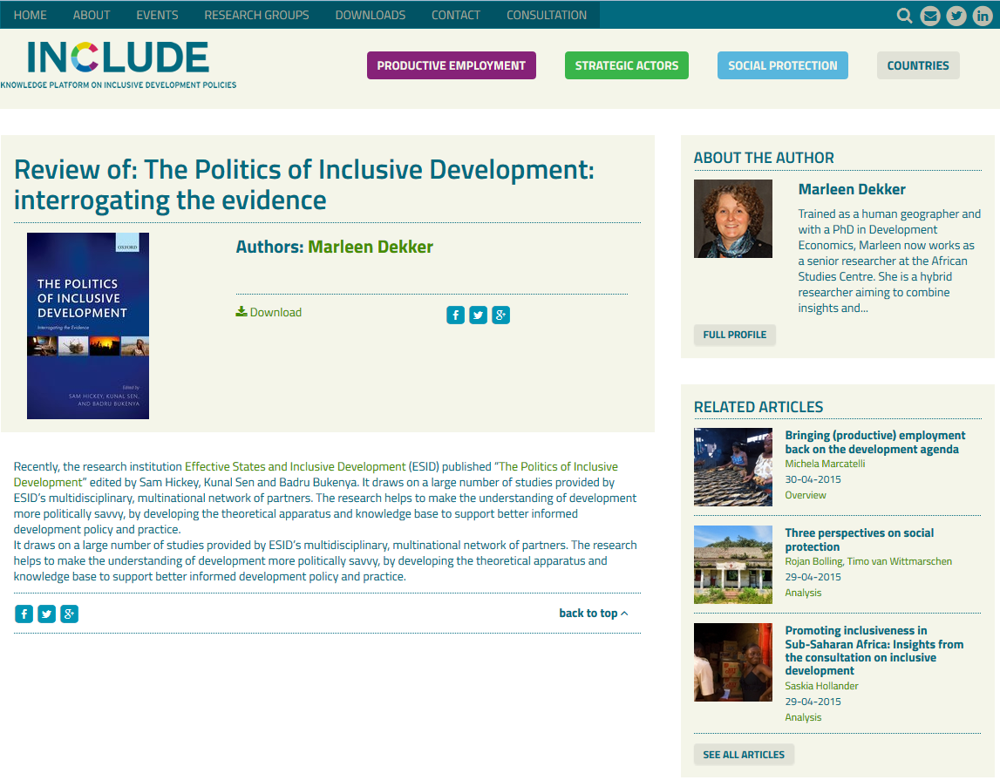 HOME ABOUT EVENTS RESEARCH GROUPS DOWNLOADS CONTACT CONSULTATION
INCLUDE
KNOWLEDGE PLATFORM ON INCLUSIVE DEVELOPMENT POLICIES
PRODUCTIVE EMPLOYMENT
STRATEGIC ACTORS
SOCIAL PROTECTION
COUNTRIES
Review of: The Politics of Inclusive Development:
interrogating the evidence
OXFORD
THE POLITICS
OF INCLUSIVE
DEVELOPMENT
Interrogating the Evidence
Edited by
SAM HICKEY, KUNAL SEN,
AND BADRU BUKENYA
Authors: Marleen Dekker
Download
Recently, the research institution Effective States and Inclusive Development (ESID) published “The Politics of Inclusive
Development” edited by Sam Hickey, Kunal Sen and Badru Bukenya. It draws on a large number of studies provided by
ESID’s multidisciplinary, multinational network of partners. The research helps to make the understanding of development
more politically savvy, by developing the theoretical apparatus and knowledge base to support better informed
development policy and practice.
It draws on a large number of studies provided by ESID’s multidisciplinary, multinational network of partners. The research
helps to make the understanding of development more politically savvy, by developing the theoretical apparatus and
knowledge base to support better informed development policy and practice.
back to top
ABOUT THE AUTHOR
Marleen Dekker
Trained as a human geographer and
with a PhD in Development
Economics, Marleen now works as
a senior researcher at the African
Studies Centre. She is a hybrid
researcher aiming to combine
insights and...
FULL PROFILE
RELATED ARTICLES
Bringing (productive) employment
back on the development agenda
Michela Marcatelli
30-04-2015
Overview
Three perspectives on social
protection
Rojan Bolling, Timo van Wittmarschen
29-04-2015
Analysis
Promoting inclusiveness in
Sub-Saharan Africa: Insights from
the consultation on inclusive
development
Saskia Hollander
29-04-2015
Analysis
SEE ALL ARTICLES